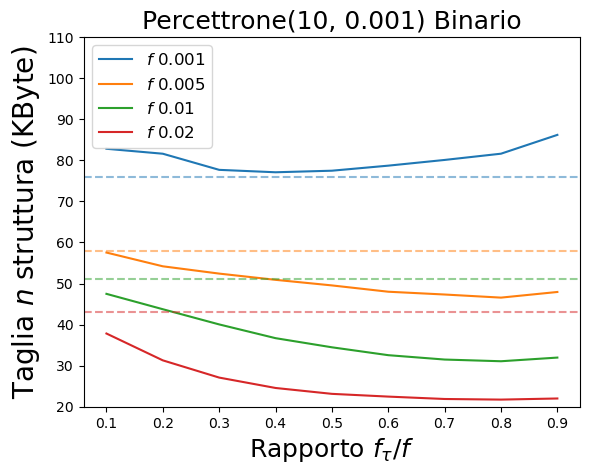 Percettrone(10, 0.001) Binario
Taglia n struttura (KByte)
110
100
90
80
70
60
50
40
30
20
f 0.001
f 0.005
f 0.01
f 0.02
0.1 0.2 0.3 0.4 0.5 0.6 0.7 0.8 0.9
Rapporto fτ/f